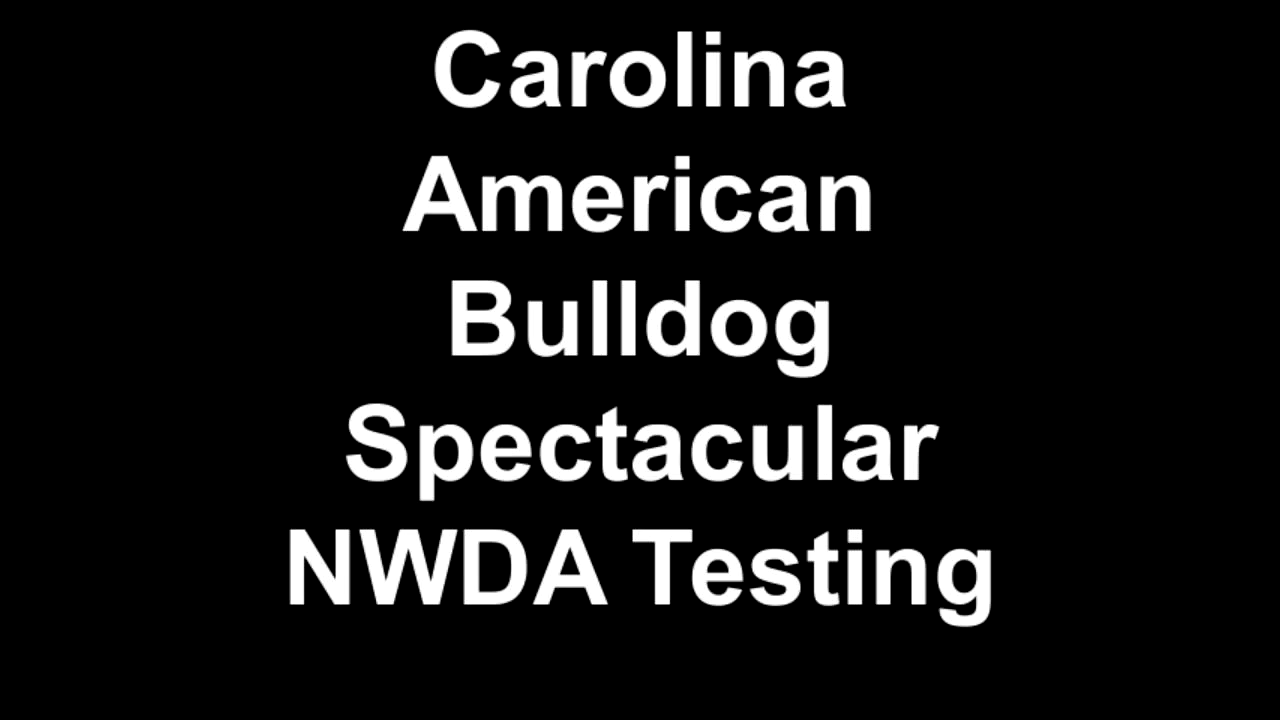 Carolina
American
Bulldog
Spectacular
NWDA Testing